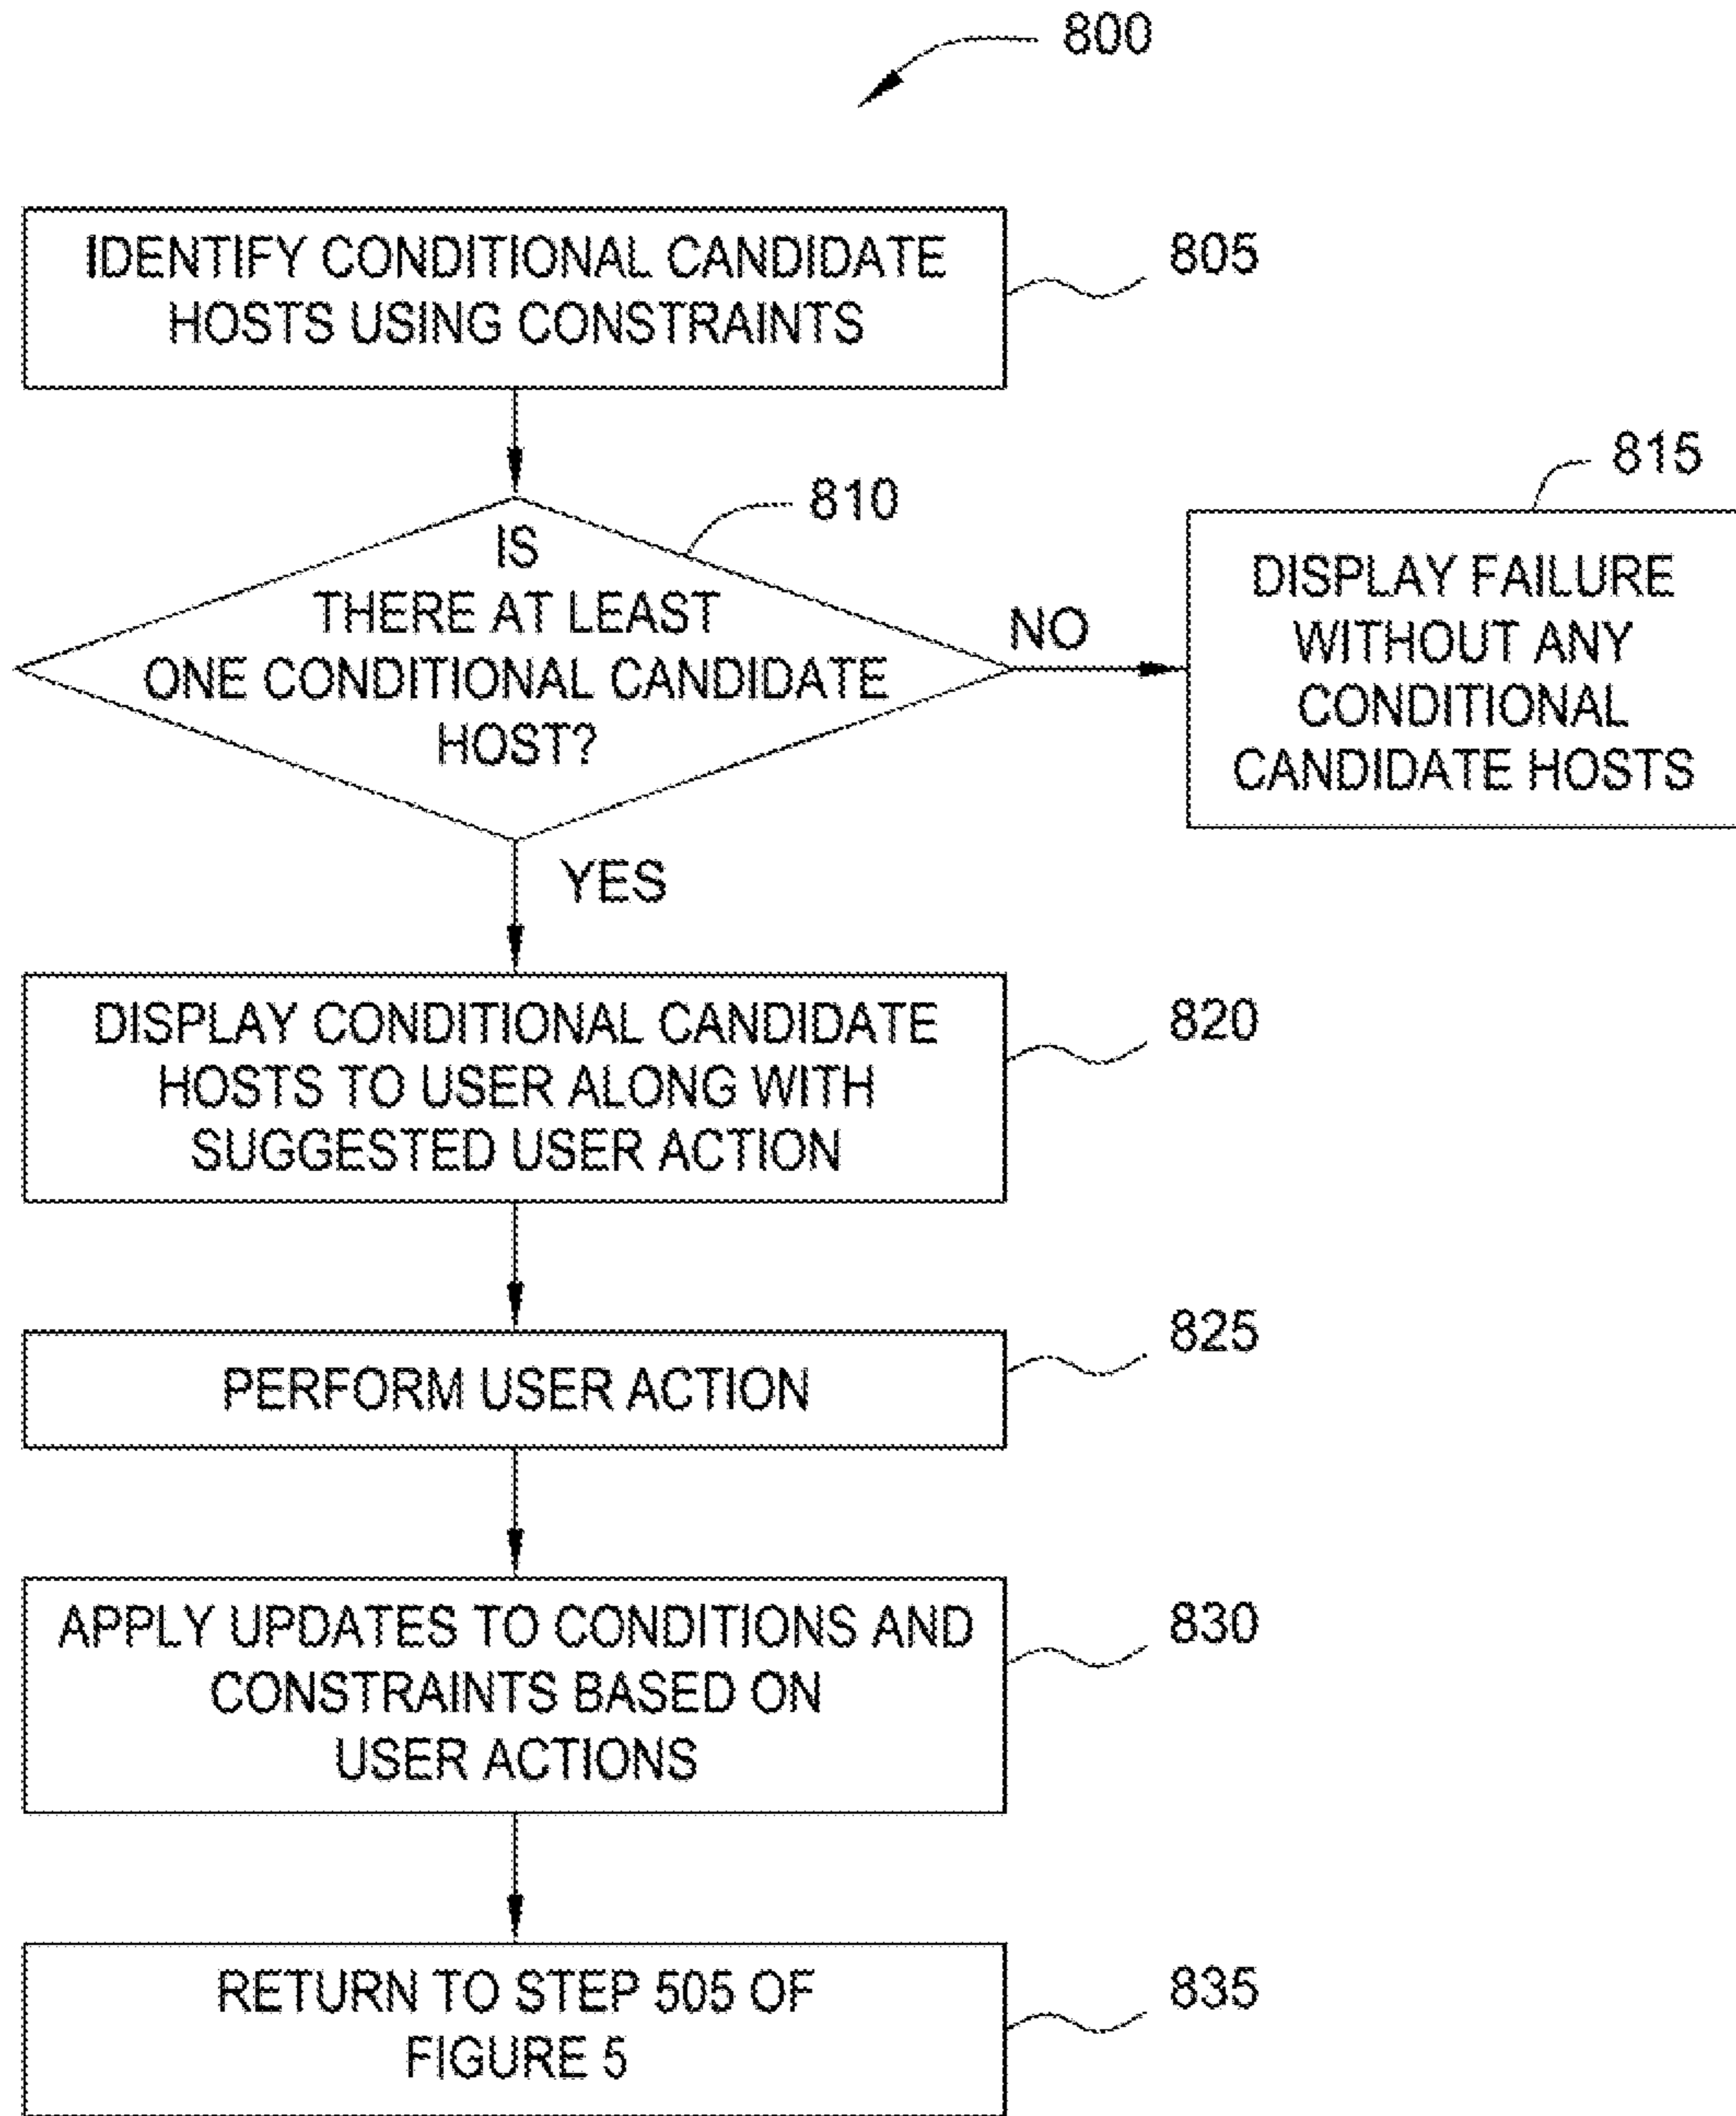 800
IDENTIFY CONDITIONAL CANDIDATE
HOSTS USING CONSTRAINTS
805
810
IS
THERE AT LEAST
ONE CONDITIONAL CANDIDATE
HOST?
NO
815
DISPLAY FAILURE
WITHOUT ANY
CONDITIONAL
CANDIDATE HOSTS
YES
DISPLAY CONDITIONAL CANDIDATE
HOSTS TO USER ALONG WITH
SUGGESTED USER ACTION
820
PERFORM USER ACTION
825
APPLY UPDATES TO CONDITIONS AND
CONSTRAINTS BASED ON
USER ACTIONS
830
RETURN TO STEP 505 OF
FIGURE 5
835